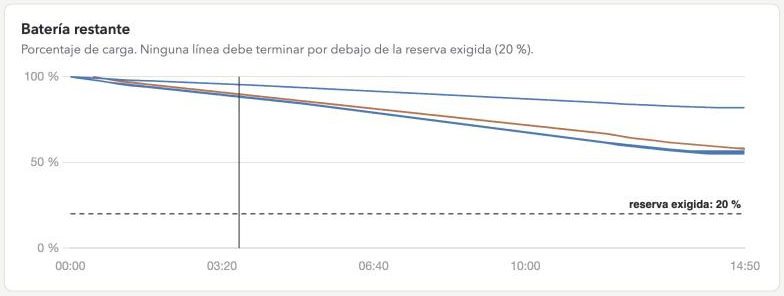 Batería restante
Porcentaje de carga. Ninguna línea debe terminar por debajo de la reserva exigida (20 %).
100 %
50 %
reserva exigida: 20 %
0 %
00:00 03:20 06:40 10:00 14:50